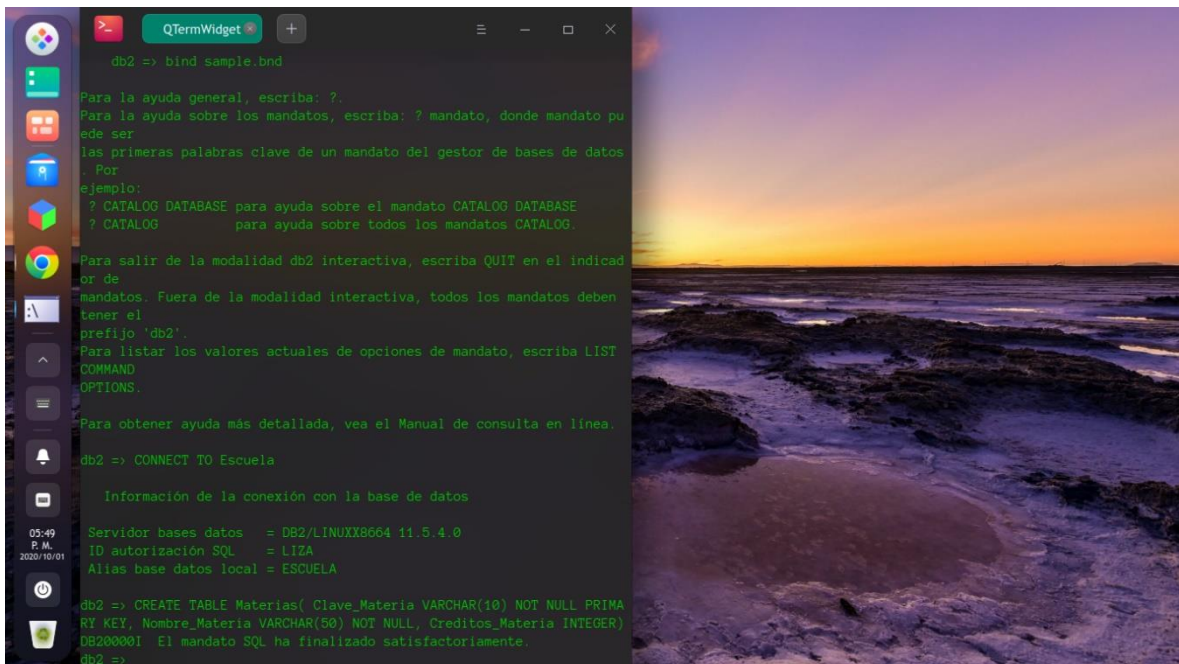 QTermWidget
db2 => bind sample.bnd
Para la ayuda general, escriba: ?.
Para la ayuda sobre los mandatos, escriba: ? mandato, donde mandato pu
ede ser
las primeras palabras clave de un mandato del gestor de bases de datos
. Por
ejemplo:
? CATALOG DATABASE para ayuda sobre el mandato CATALOG DATABASE
? CATALOG          para ayuda sobre todos los mandatos CATALOG.
Para salir de la modalidad db2 interactiva, escriba QUIT en el indicad
or de
mandatos. Fuera de la modalidad interactiva, todos los mandatos deben
tener el
prefijo 'db2'.
Para listar los valores actuales de opciones de mandato, escriba LIST
COMMAND
OPTIONS.
Para obtener ayuda más detallada, vea el Manual de consulta en línea.
db2 => CONNECT TO Escuela
Información de la conexión con la base de datos
Servidor bases datos   = DB2/LINUXX8664 11.5.4.0
ID autorización SQL    = LIZA
Alias base datos local = ESCUELA
db2 => CREATE TABLE Materias( Clave_Materia VARCHAR(10) NOT NULL PRIMA
RY KEY, Nombre_Materia VARCHAR(50) NOT NULL, Creditos_Materia INTEGER)
DB20000I  El mandato SQL ha finalizado satisfactoriamente.
db2 =>
05:49
P. M.
2020/10/01